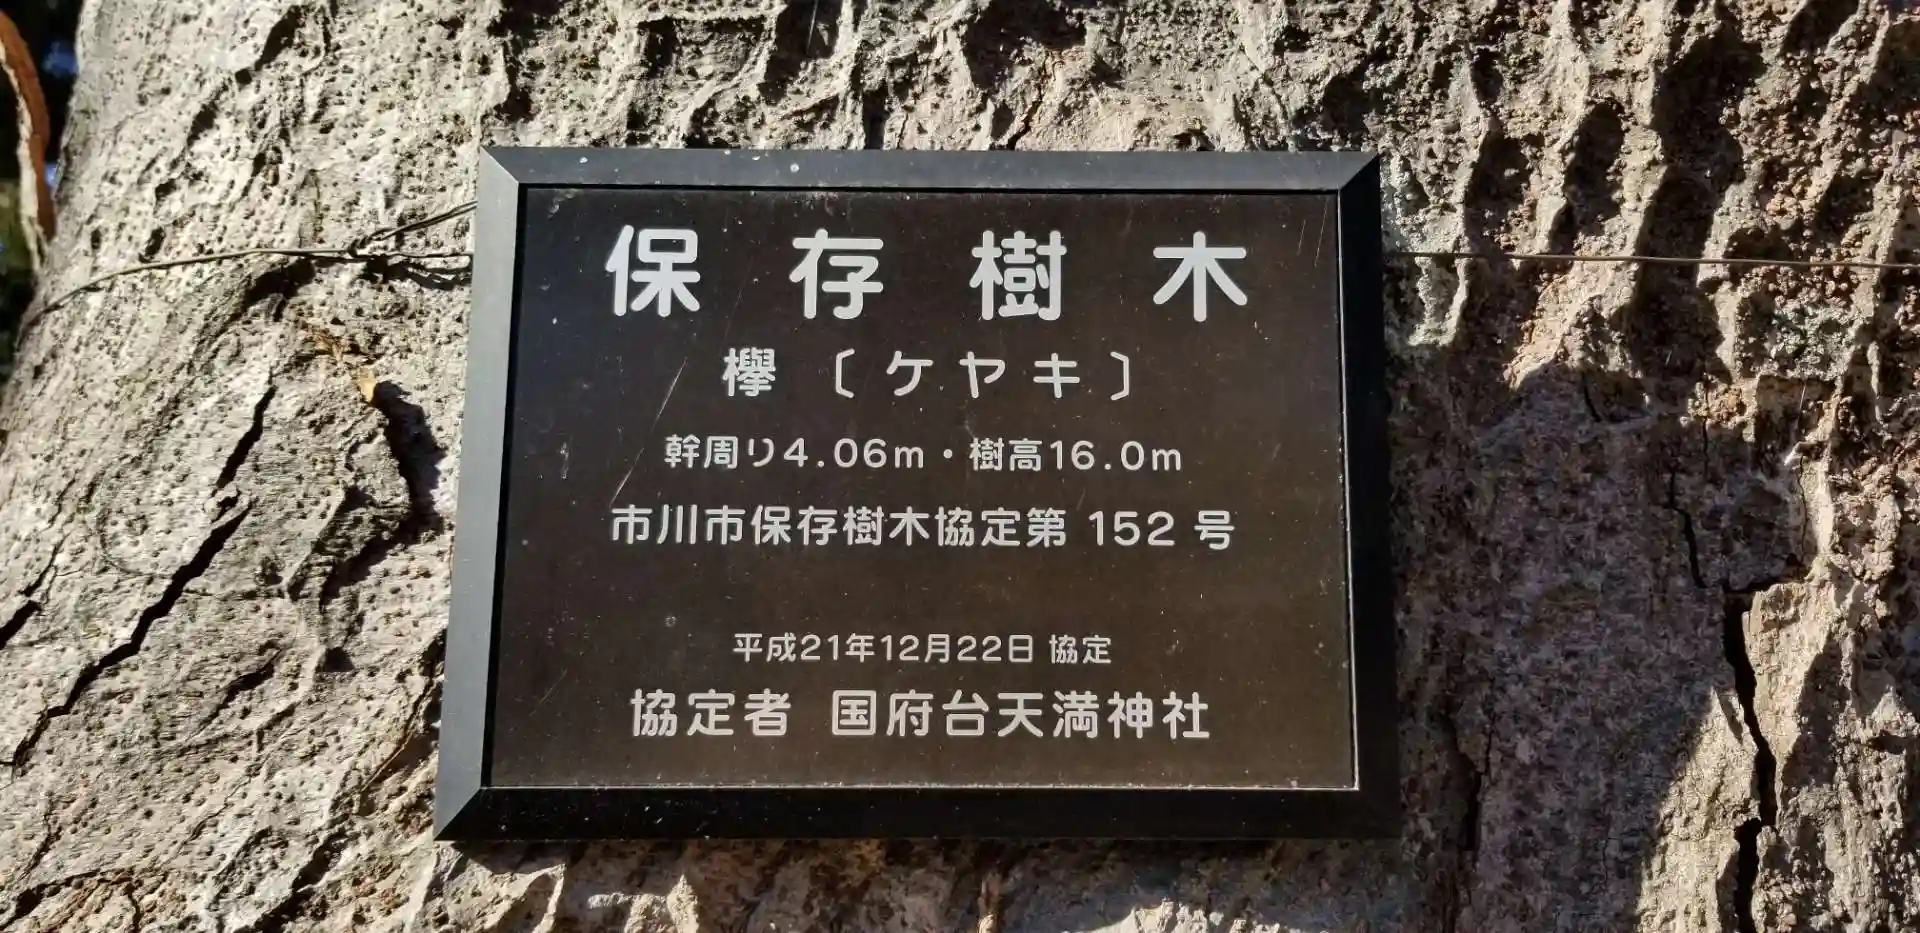 保存樹木
欅〔ケヤキ〕
幹周り4.06m・樹高16.0m
市川市保存樹木協定第 152 号
平成21年12月22日 協定
協定者 国府台天満神社